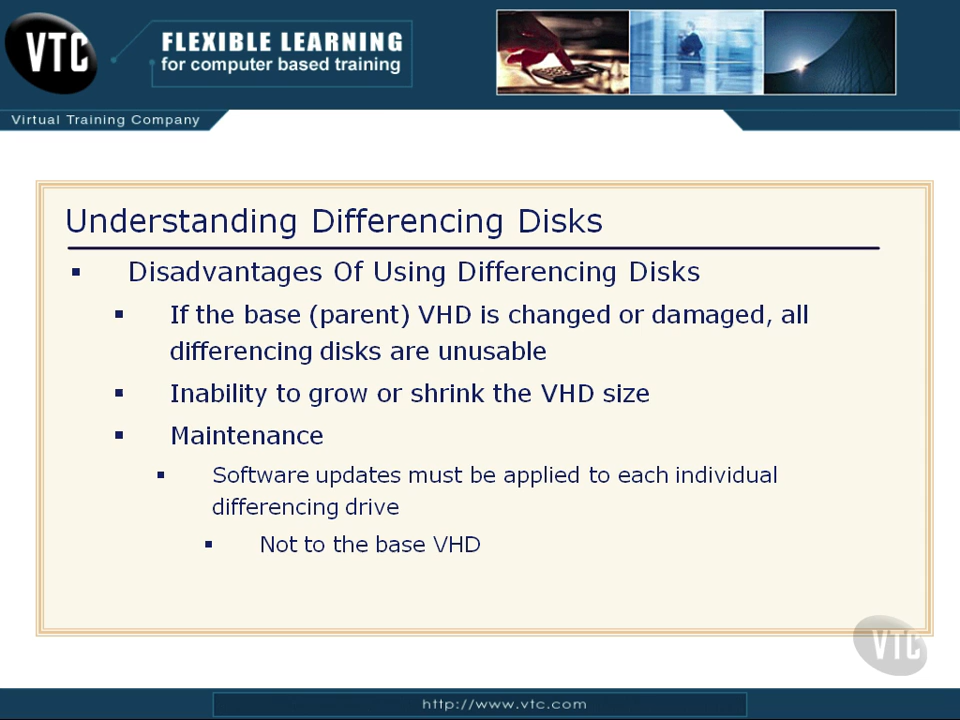 VTC
FLEXIBLE LEARNING
for computer based training
Virtual Training Company
Understanding Differencing Disks
Disadvantages Of Using Differencing Disks
If the base (parent) VHD is changed or damaged, all
differencing disks are unusable
Inability to grow or shrink the VHD size
Maintenance
Software updates must be applied to each individual
differencing drive
Not to the base VHD
VTC
http://www.vtc.com